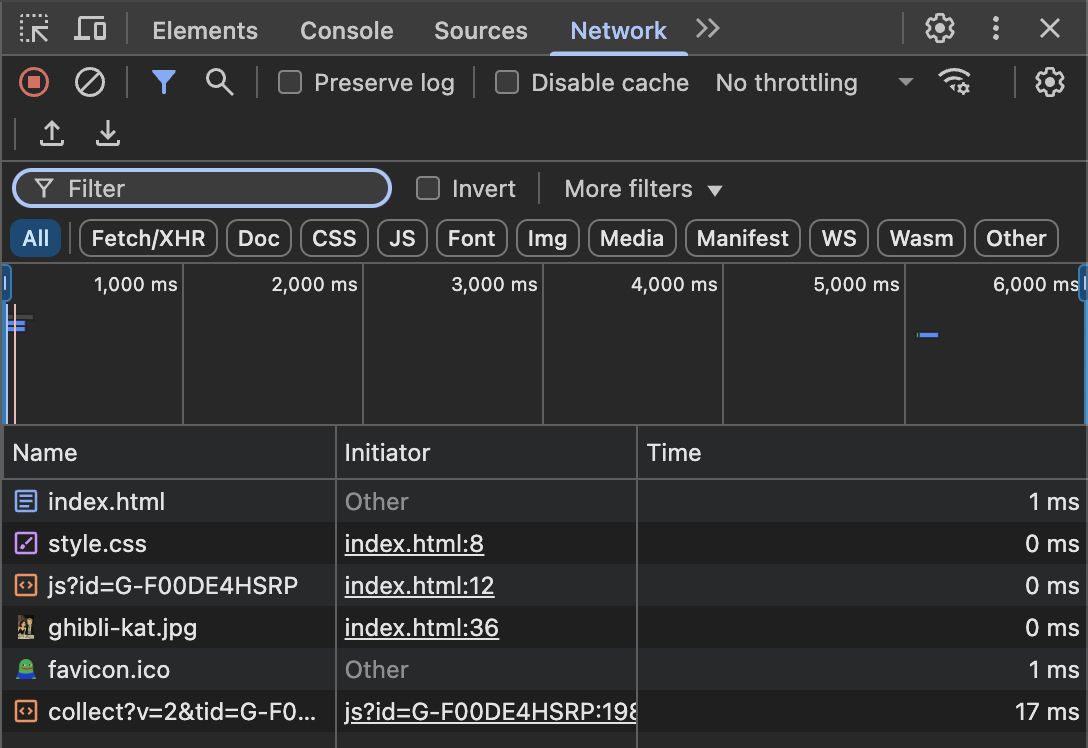 Elements Console Sources Network
Preserve log Disable cache No throttling
Filter Invert More filters
All Fetch/XHR Doc CSS JS Font Img Media Manifest WS Wasm Other
1,000 ms 2,000 ms 3,000 ms 4,000 ms 5,000 ms 6,000 ms
Name Initiator Time
index.html Other 1 ms
style.css index.html:8 0 ms
js?id=G-F00DE4HSRP index.html:12 0 ms
ghibli-kat.jpg index.html:36 0 ms
favicon.ico Other 1 ms
collect?v=2&tid=G-F0... js?id=G-F00DE4HSRP:198 17 ms